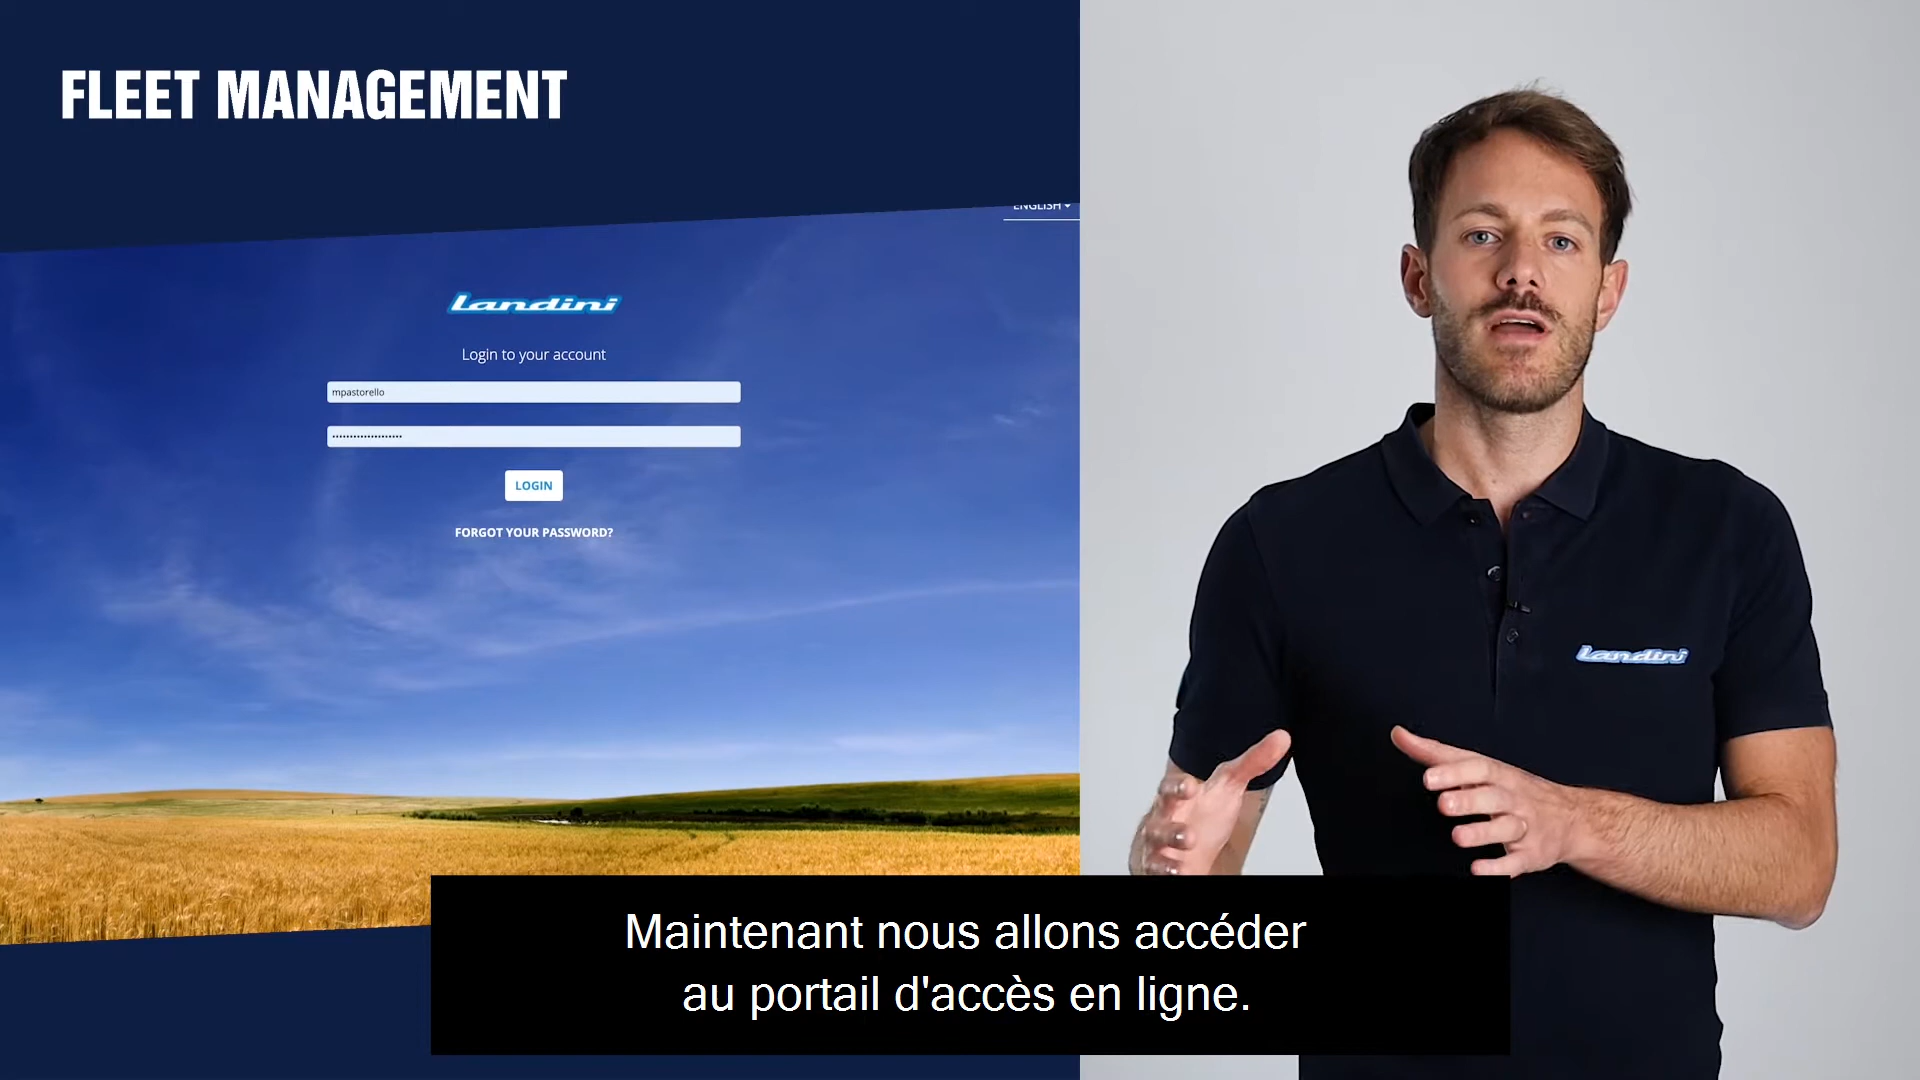 FLEET MANAGEMENT
ENGLISH
Landini
Login to your account
mpastorello
••••••••••••••••••••
LOGIN
FORGOT YOUR PASSWORD?
Landini
Maintenant nous allons accéder
au portail d'accès en ligne.